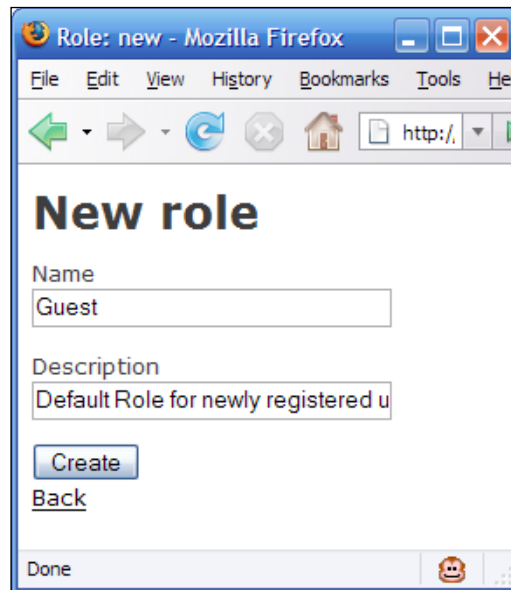 Role: new - Mozilla Firefox
File Edit View History Bookmarks Tools He
http:/,
New role
Name
Guest
Description
Default Role for newly registered u
Create
Back
Done